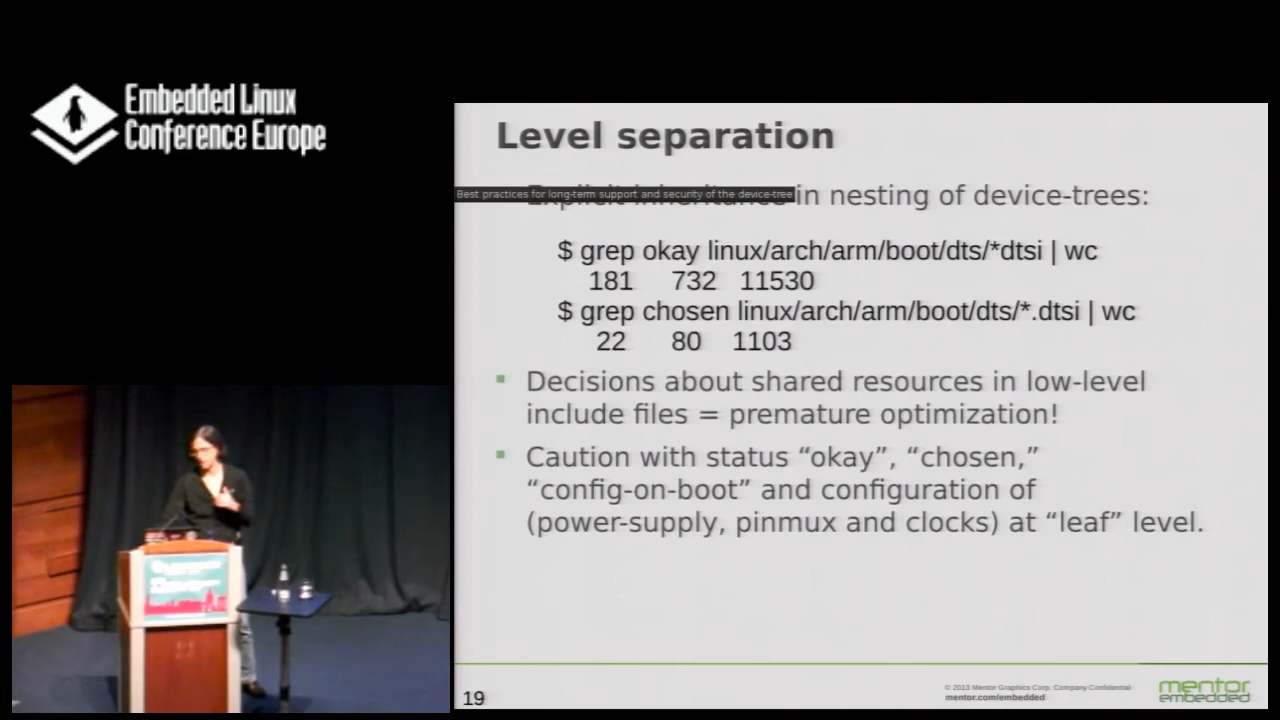 Embedded Linux
Conference Europe
Level separation
Best practices for long-term support and security of the device-tree
Explicit inheritance in nesting of device-trees:
$ grep okay linux/arch/arm/boot/dts/*dtsi | wc
181 732 11530
$ grep chosen linux/arch/arm/boot/dts/*.dtsi | wc
22 80 1103
Decisions about shared resources in low-level
include files = premature optimization!
Caution with status “okay”, “chosen,”
“config-on-boot” and configuration of
(power-supply, pinmux and clocks) at “leaf” level.
19
© 2013 Mentor Graphics Corp. Company Confidential
mentor.com/embedded
mentor
embedded